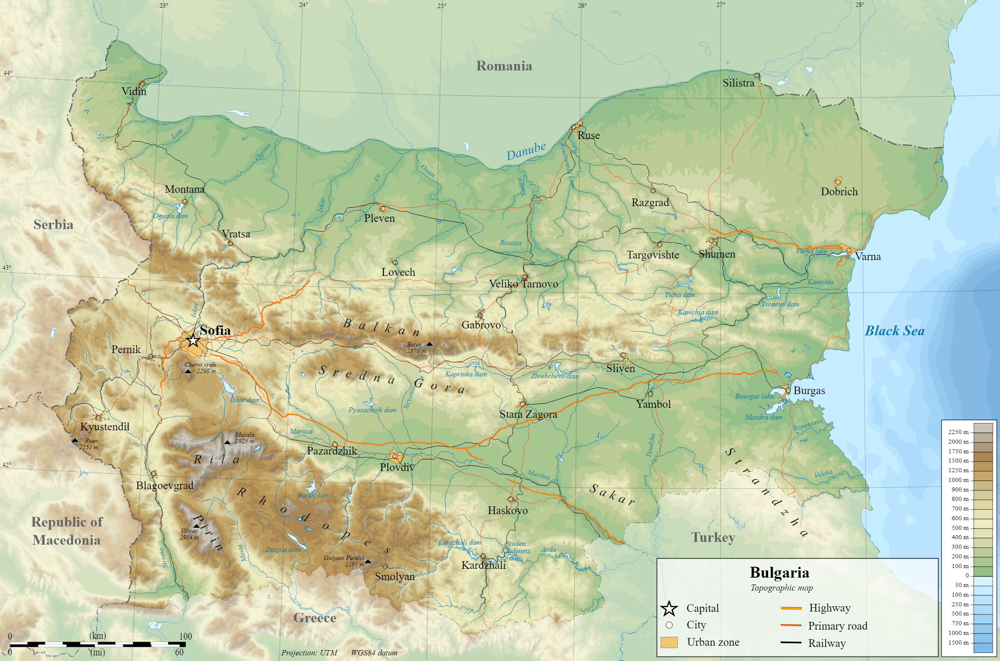 23°
24°
25°
26°
27°
28°
44°
43°
42°
Romania
Serbia
Republic of
Macedonia
Greece
Turkey
Black Sea
Danube
Vidin
Silistra
Ruse
Montana
Dobrich
Razgrad
Pleven
Vratsa
Targovishte
Shumen
Varna
Lovech
Veliko Tarnovo
Gabrovo
Sofia
Pernik
Sliven
Burgas
Yambol
Stara Zagora
Kyustendil
Pazardzhik
Plovdiv
Blagoevgrad
Haskovo
Kardzhali
Smolyan
Lom
Ogosta
Ogosta dam
Iskar
Vit
Osam
Yantra
Roussenski Lom
Rositsa
Varna lake
Kamchia
Ticha dam
Tsonevo dam
Kamchia dam
Iskar
Koprinka dam
Zhrebchevo dam
Iskar dam
Pyasachnik dam
Stryama
Bourgas lake
Mandra dam
Ropotamo
Veleka
Maritsa
Maritsa
Tundzha
Batak dam
Dospat dam
Mesta
Struma
Kardzhali dam
Studen
Kladenets
dam
Arda
Balkan
Sredna Gora
Rila
Pirin
Rhodopes
Sakar
Strandzha
Botev
2376 m
Cherni vrah
2290 m
Ruen
2251 m
Musala
2925 m
Vihren
2914 m
Golyam Perelik
2191 m
2250 m
2000 m
1750 m
1500 m
1250 m
1000 m
900 m
800 m
700 m
600 m
500 m
400 m
300 m
200 m
100 m
0
50 m
100 m
250 m
500 m
750 m
1000 m
1500 m
Bulgaria
Topographic map
Capital
City
Urban zone
Highway
Primary road
Railway
0 (km) 100
0 (mi) 60
Projection: UTM WGS84 datum